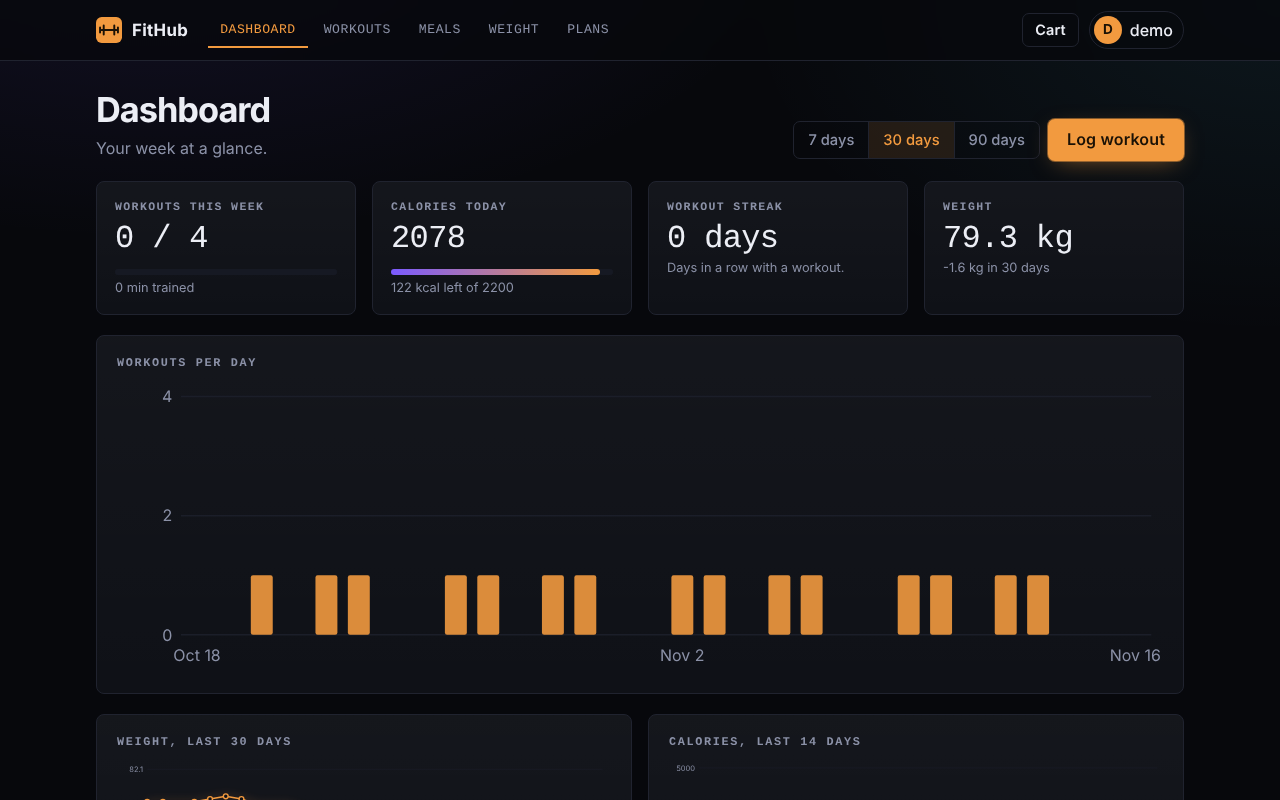 FitHub
DASHBOARD
WORKOUTS
MEALS
WEIGHT
PLANS
Cart
D
demo
Dashboard
Your week at a glance.
7 days
30 days
90 days
Log workout
WORKOUTS THIS WEEK
0 / 4
0 min trained
CALORIES TODAY
2078
122 kcal left of 2200
WORKOUT STREAK
0 days
Days in a row with a workout.
WEIGHT
79.3 kg
-1.6 kg in 30 days
WORKOUTS PER DAY
4
2
0
Oct 18
Nov 2
Nov 16
WEIGHT, LAST 30 DAYS
82.1
CALORIES, LAST 14 DAYS
5000